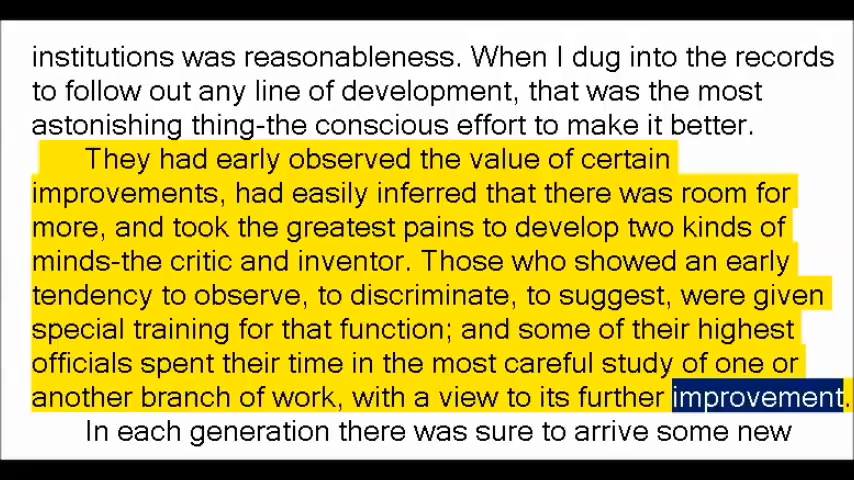 institutions was reasonableness. When I dug into the records
to follow out any line of development, that was the most
astonishing thing-the conscious effort to make it better.
They had early observed the value of certain
improvements, had easily inferred that there was room for
more, and took the greatest pains to develop two kinds of
minds-the critic and inventor. Those who showed an early
tendency to observe, to discriminate, to suggest, were given
special training for that function; and some of their highest
officials spent their time in the most careful study of one or
another branch of work, with a view to its further improvement.
In each generation there was sure to arrive some new